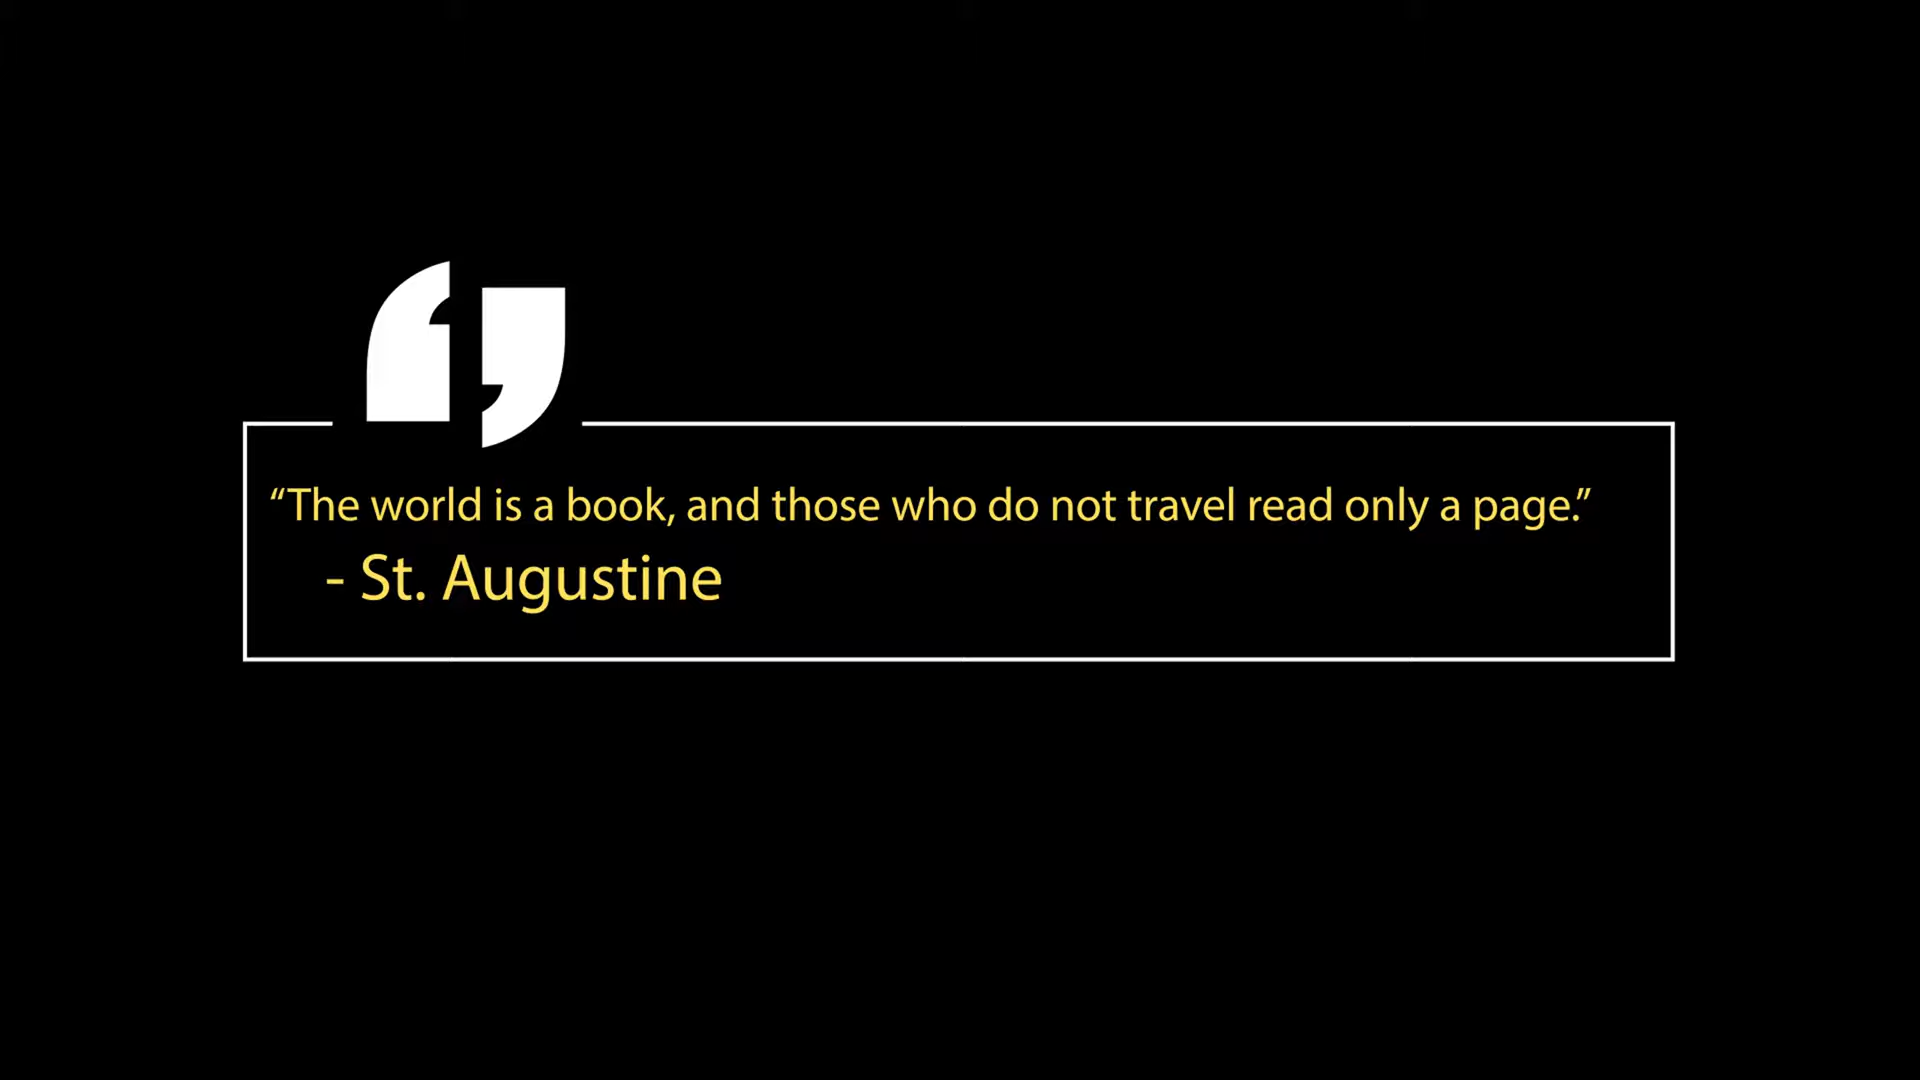 “The world is a book, and those who do not travel read only a page.”
- St. Augustine